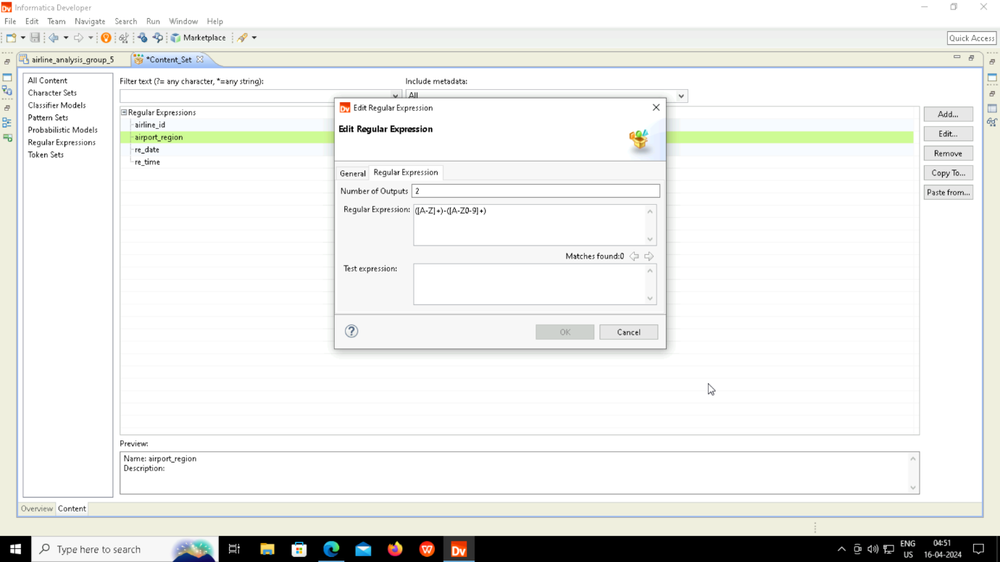 Dv Informatica Developer
File Edit Team Navigate Search Run Window Help
Marketplace
Quick Access
airline_analysis_group_5
*Content_Set
All Content
Character Sets
Classifier Models
Pattern Sets
Probabilistic Models
Regular Expressions
Token Sets
Filter text (?= any character, *=any string):
Include metadata:
All
Regular Expressions
airline_id
airport_region
re_date
re_time
Add...
Edit...
Remove
Copy To...
Paste from...
Dv Edit Regular Expression
Edit Regular Expression
General Regular Expression
Number of Outputs 2
Regular Expression: ([A-Z]+)-([A-Z0-9]+)
Matches found:0
Test expression:
?
OK Cancel
Preview:
Name: airport_region
Description:
Overview Content
Type here to search
W
Dv
ENG
US
04:51
16-04-2024